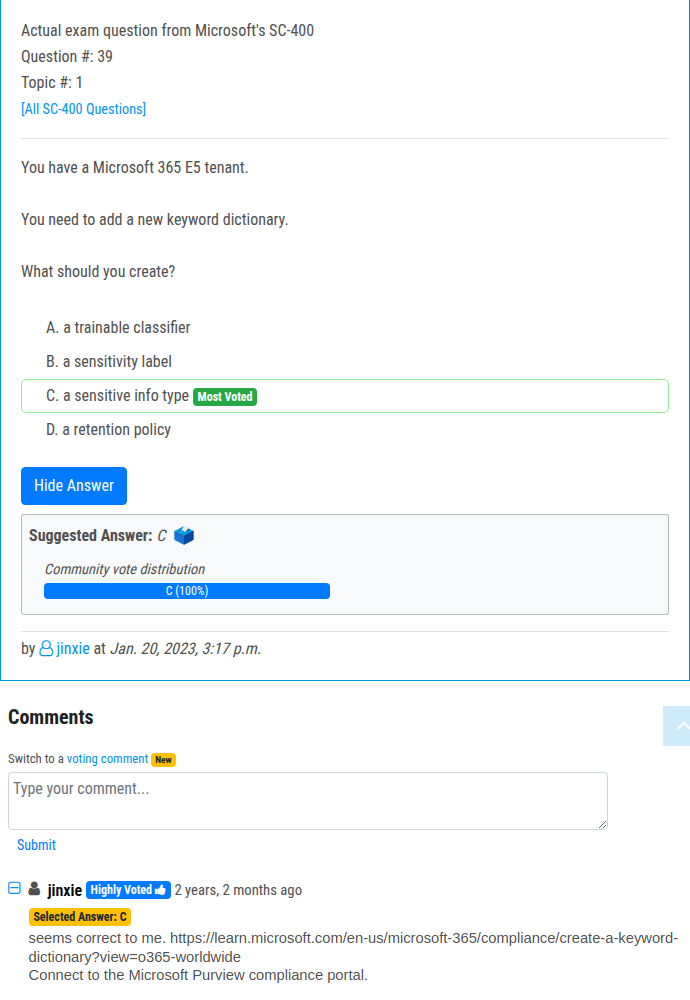 Actual exam question from Microsoft's SC-400
Question #: 39
Topic #: 1
[All SC-400 Questions]
You have a Microsoft 365 E5 tenant.
You need to add a new keyword dictionary.
What should you create?
A. a trainable classifier
B. a sensitivity label
C. a sensitive info type Most Voted
D. a retention policy
Hide Answer
Suggested Answer: C
Community vote distribution
C (100%)
by jinxie at Jan. 20, 2023, 3:17 p.m.
Comments
Switch to a voting comment New
Type your comment...
Submit
jinxie Highly Voted 2 years, 2 months ago
Selected Answer: C
seems correct to me. https://learn.microsoft.com/en-us/microsoft-365/compliance/create-a-keyword-
dictionary?view=o365-worldwide
Connect to the Microsoft Purview compliance portal.